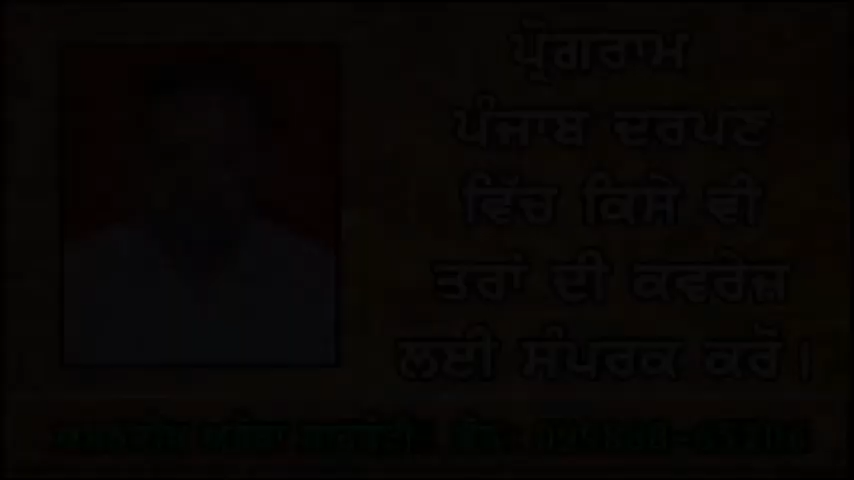 ਪ੍ਰੋਗਰਾਮ
ਪੰਜਾਬ ਦਰਪਣ
ਵਿੱਚ ਕਿਸੇ ਵੀ
ਤਰਾਂ ਦੀ ਕਵਰੇਜ਼
ਲਈ ਸੰਪਰਕ ਕਰੋ।